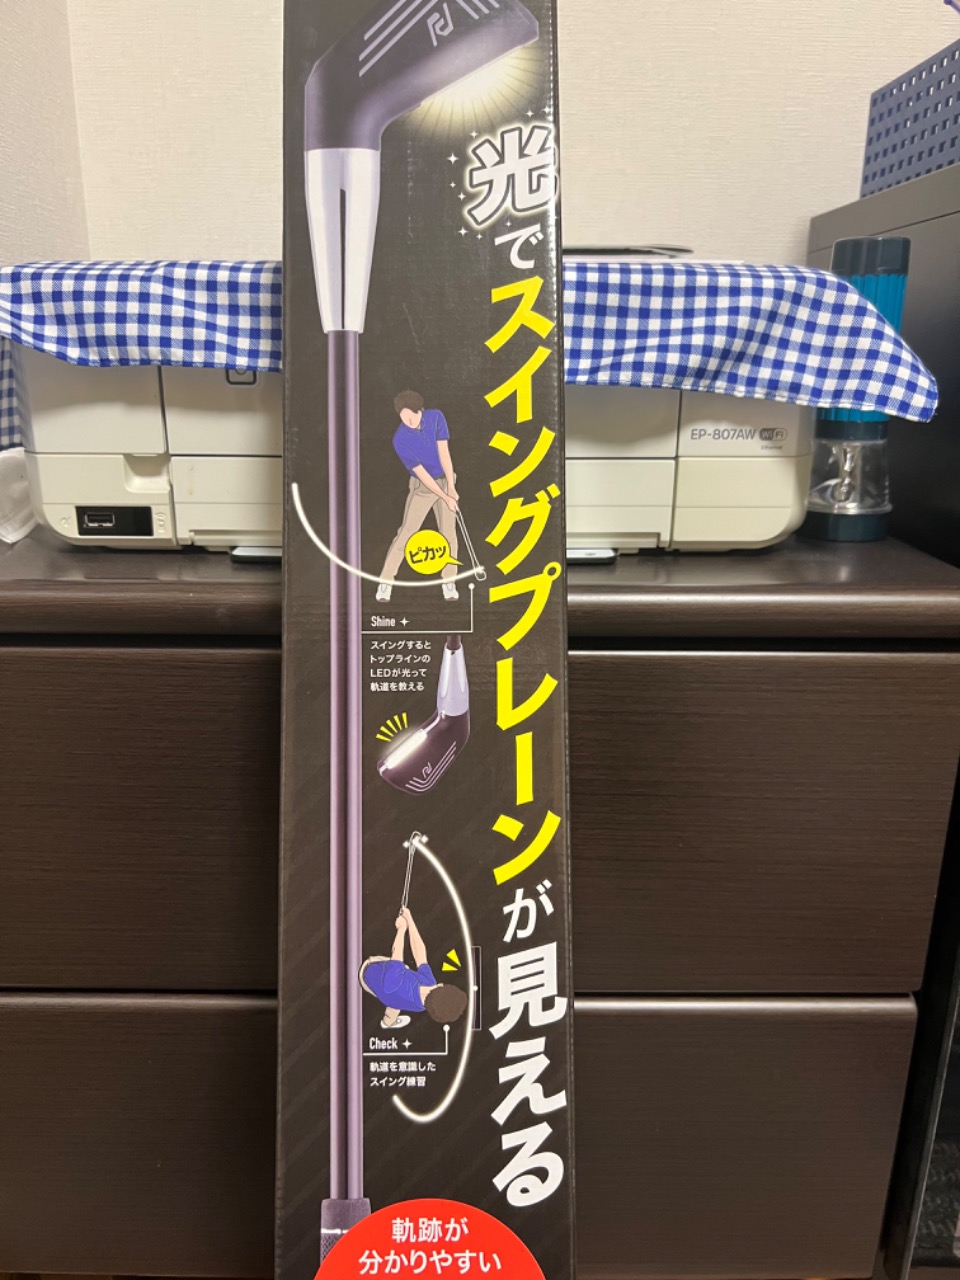 光でスイングプレーンが見える
ピカッ
Shine
スイングすると
トップラインの
LEDが光って
軌道を教える
Check
軌道を意識した
スイング練習
軌跡が
分かりやすい
EP-807AW Wi Fi
Ethernet